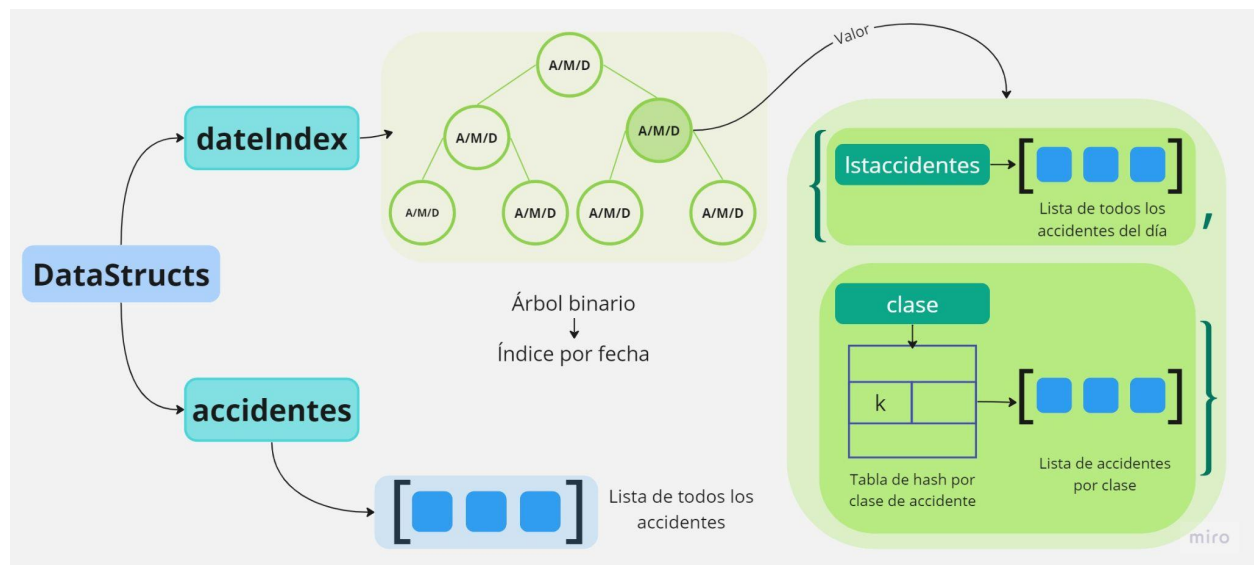 Valor
A/M/D
dateIndex
A/M/D
A/M/D
lstaccidentes
[
]
A/M/D
A/M/D
A/M/D
A/M/D
Lista de todos los
accidentes del día
{
,
DataStructs
Árbol binario
Índice por fecha
clase
k
[
]
}
accidentes
Tabla de hash por
clase de accidente
Lista de accidentes
por clase
[
]
Lista de todos los
accidentes
miro